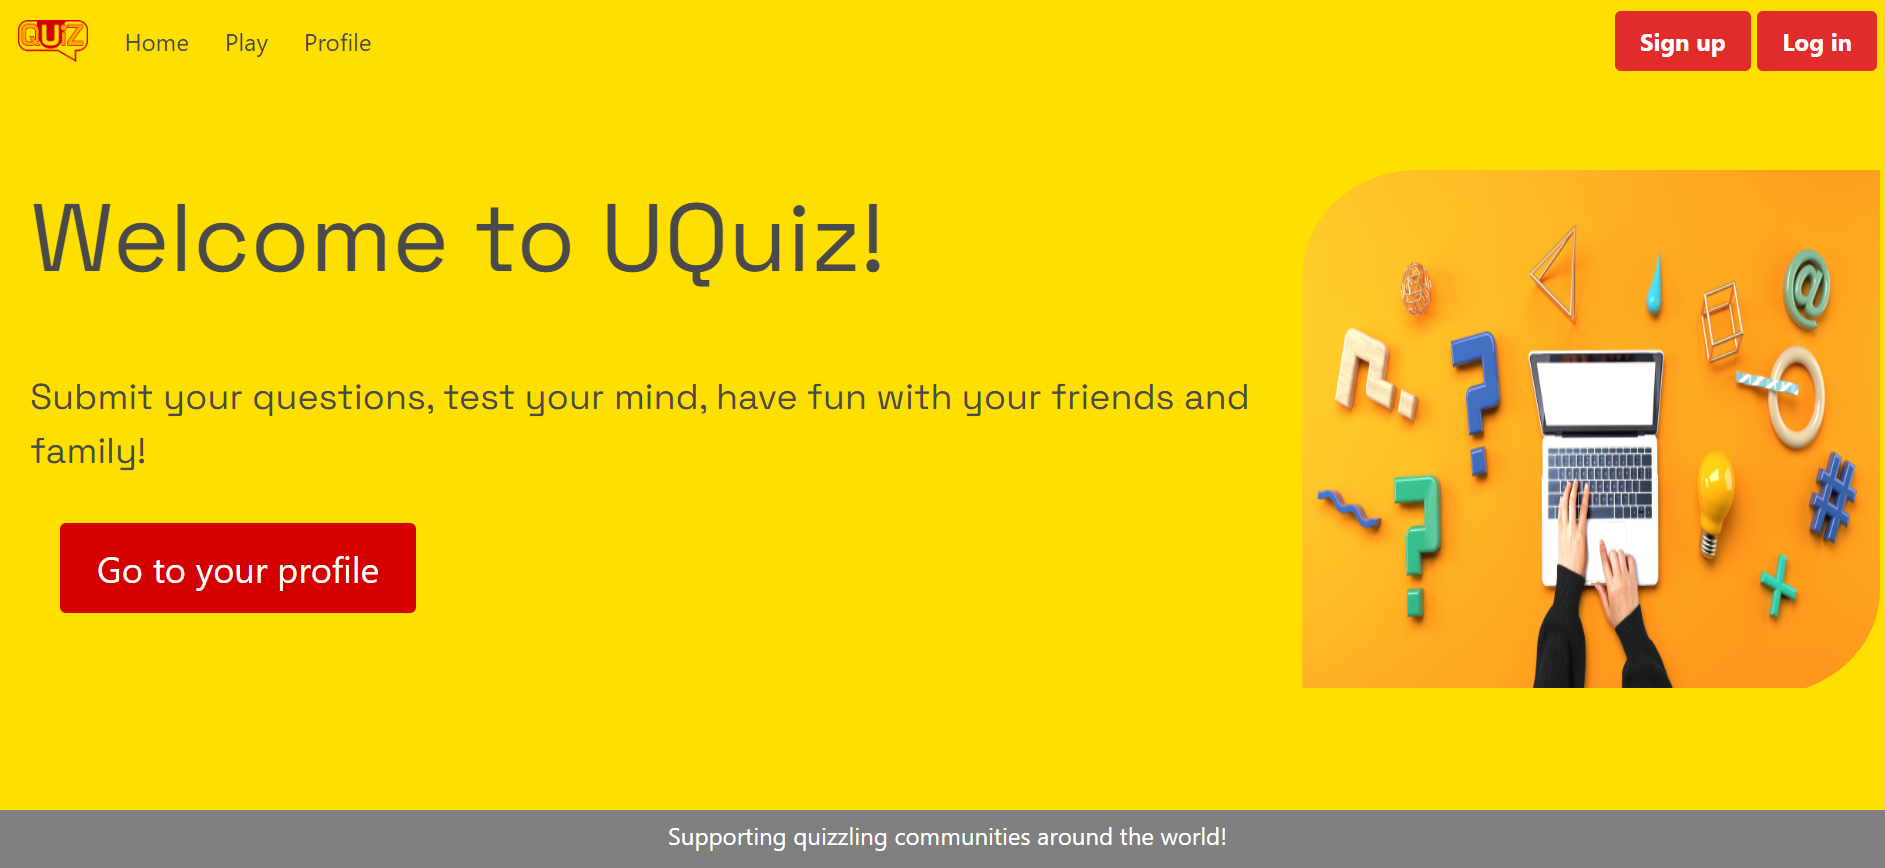 QUiZ
Home
Play
Profile
Sign up
Log in
Welcome to UQuiz!
Submit your questions, test your mind, have fun with your friends and
family!
Go to your profile
Supporting quizzling communities around the world!